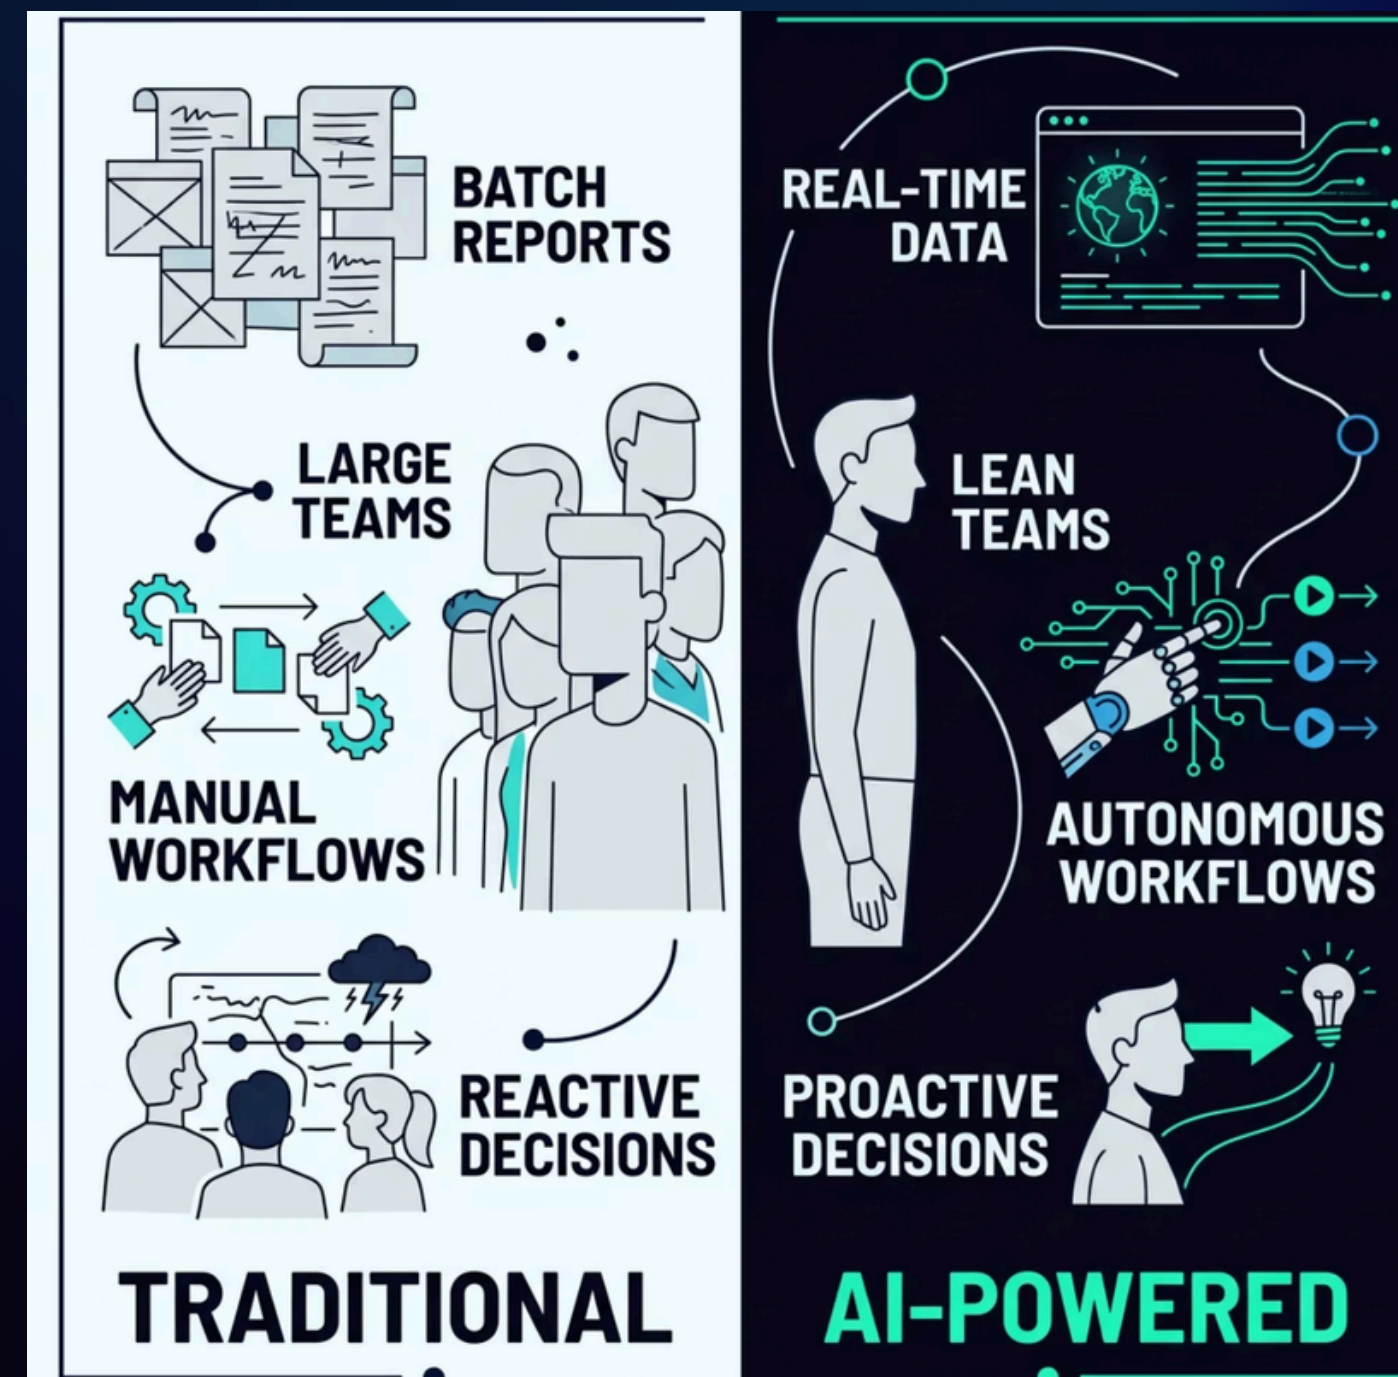 BATCH
REPORTS
LARGE
TEAMS
MANUAL
WORKFLOWS
REACTIVE
DECISIONS
TRADITIONAL
REAL-TIME
DATA
LEAN
TEAMS
AUTONOMOUS
WORKFLOWS
PROACTIVE
DECISIONS
AI-POWERED